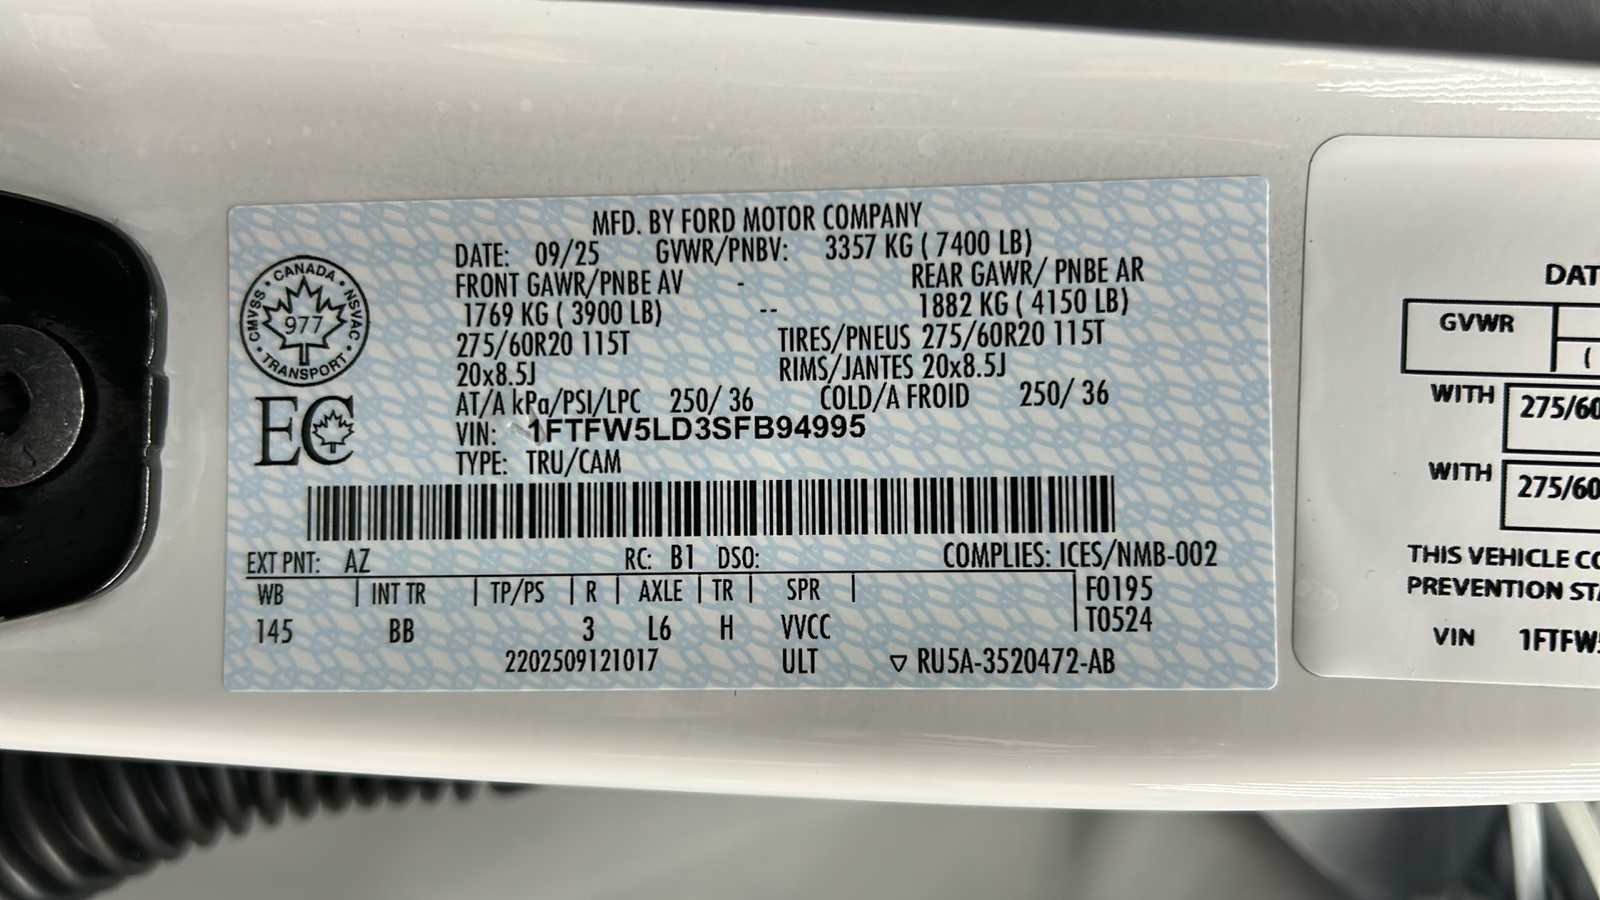 MFD. BY FORD MOTOR COMPANY
DATE: 09/25 GVWR/PNBV: 3357 KG ( 7400 LB)
FRONT GAWR/PNBE AV - REAR GAWR/ PNBE AR
1769 KG ( 3900 LB) -- 1882 KG ( 4150 LB)
275/60R20 115T TIRES/PNEUS 275/60R20 115T
20x8.5J RIMS/JANTES 20x8.5J
AT/A kPa/PSI/LPC 250/ 36 COLD/A FROID 250/ 36
VIN: 1FTFW5LD3SFB94995
TYPE: TRU/CAM
CANADA
CMVSS
NSVAC
977
TRANSPORT
EC
EXT PNT: AZ RC: B1 DSO: COMPLIES: ICES/NMB-002
WB | INT TR | TP/PS | R | AXLE | TR | SPR | F0195
145 BB 3 L6 H VVCC T0524
2202509121017 ULT ▽ RU5A-3520472-AB
DAT
GVWR
(
WITH 275/60
WITH 275/60
THIS VEHICLE CO
PREVENTION STA
VIN 1FTFW5